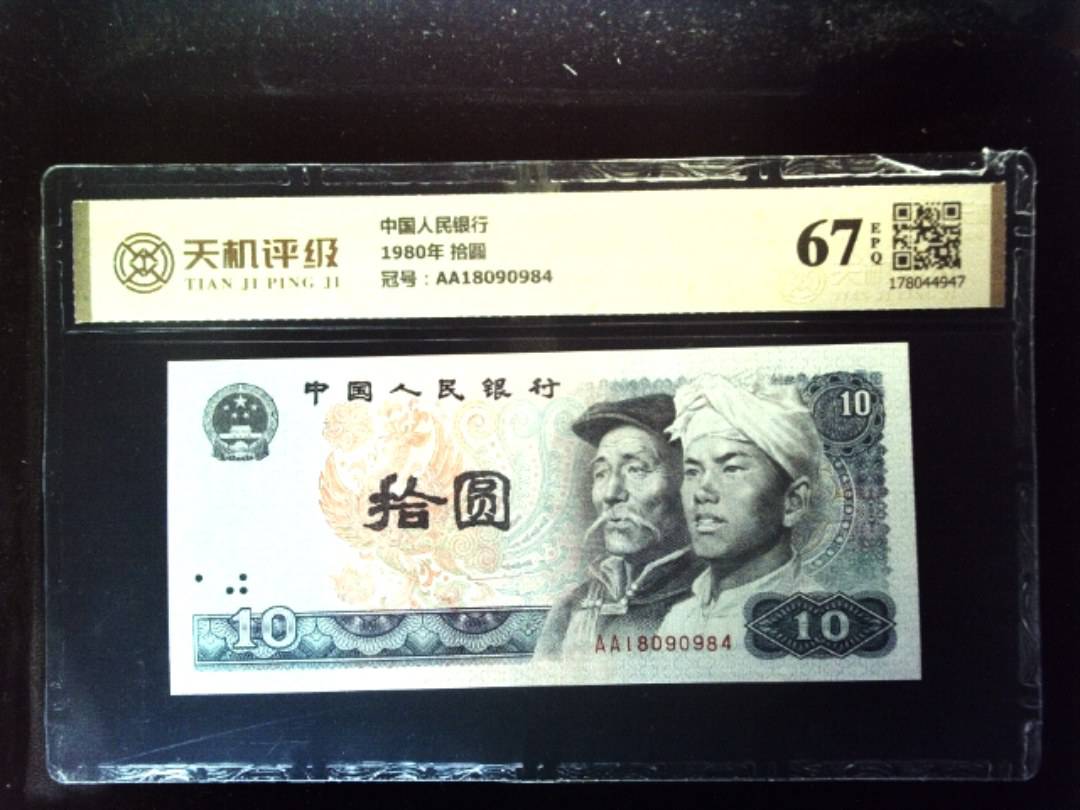 天机评级
TIAN JI PING JI
中国人民银行
1980年 拾圆
冠号：AA18090984
67
EPQ
178044947
中国人民银行
10
拾圆
10
AA18090984
10